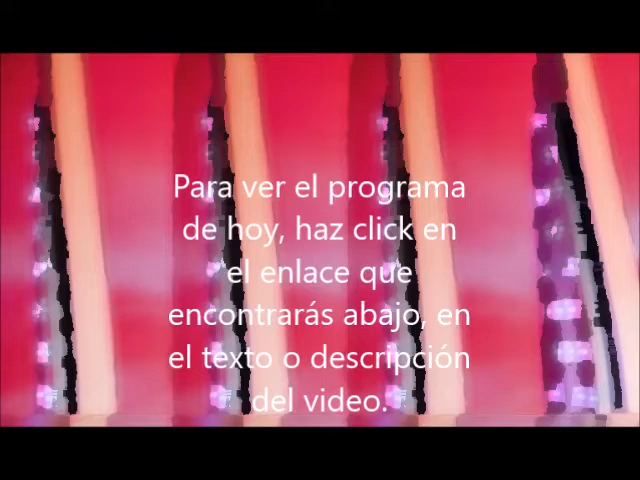 Para ver el programa
de hoy, haz click en
el enlace que
encontrarás abajo, en
el texto o descripción
del video.